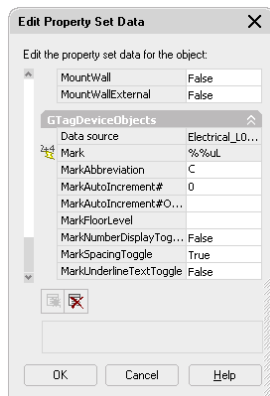 Edit Property Set Data
Edit the property set data for the object:
MountWall False
MountWallExternal False
GTagDeviceObjects
Data source Electrical_L0...
Mark %%uL
MarkAbbreviation C
MarkAutoIncrement# 0
MarkAutoIncrement#O...
MarkFloorLevel
MarkNumberDisplayTog... False
MarkSpacingToggle True
MarkUnderlineTextToggle False
OK Cancel Help